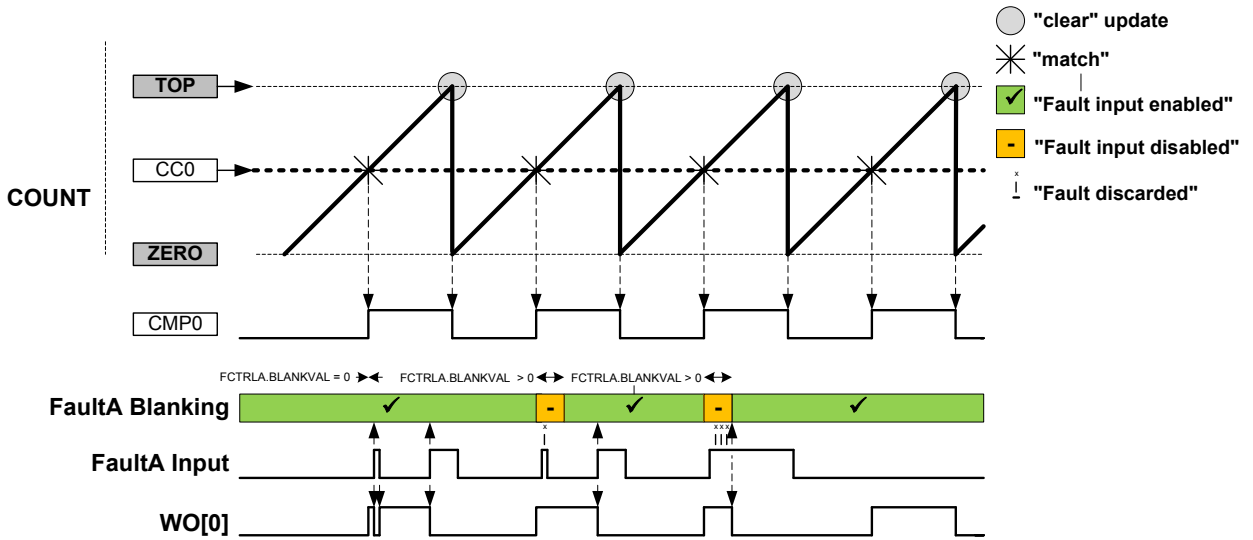 "clear" update
"match"
"Fault input enabled"
"Fault input disabled"
x
"Fault discarded"
TOP
CC0
COUNT
ZERO
CMP0
FCTRLA.BLANKVAL = 0 FCTRLA.BLANKVAL > 0 FCTRLA.BLANKVAL > 0
FaultA Blanking ✓ - ✓ - ✓
x xxx
FaultA Input
WO[0]